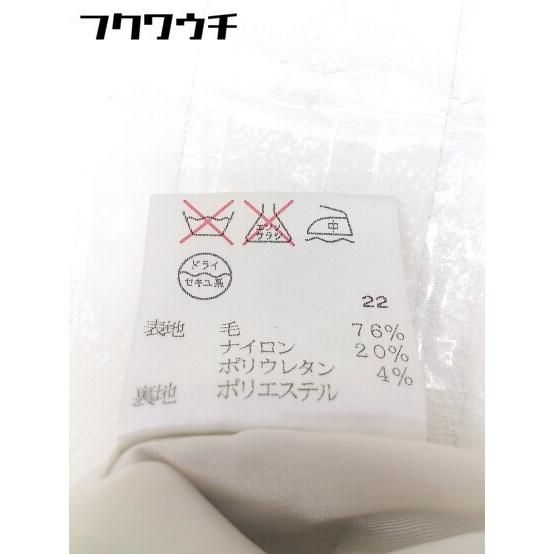 フクワウチ
エンソ
サラシ
中
ドライ
セキユ系
22
表地 毛 76%
ナイロン 20%
ポリウレタン 4%
裏地 ポリエステル